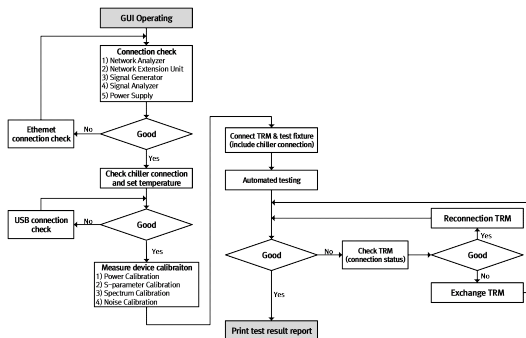 GUI Operating
Connection check
1) Network Analyzer
2) Network Extension Unit
3) Signal Generator
4) Signal Analyzer
5) Power Supply
Ethernet
connection check
No
Good
Yes
Check chiller connection
and set temperature
USB connection
check
No
Good
Yes
Measure device calibraiton
1) Power Calibration
2) S-parameter Calibration
3) Spectrum Calibration
4) Noise Calibration
Connect TRM & test fixture
(include chiller connection)
Automated testing
Good
No
Check TRM
(connection status)
Good
Yes
Reconnection TRM
No
Exchange TRM
Yes
Print test result report